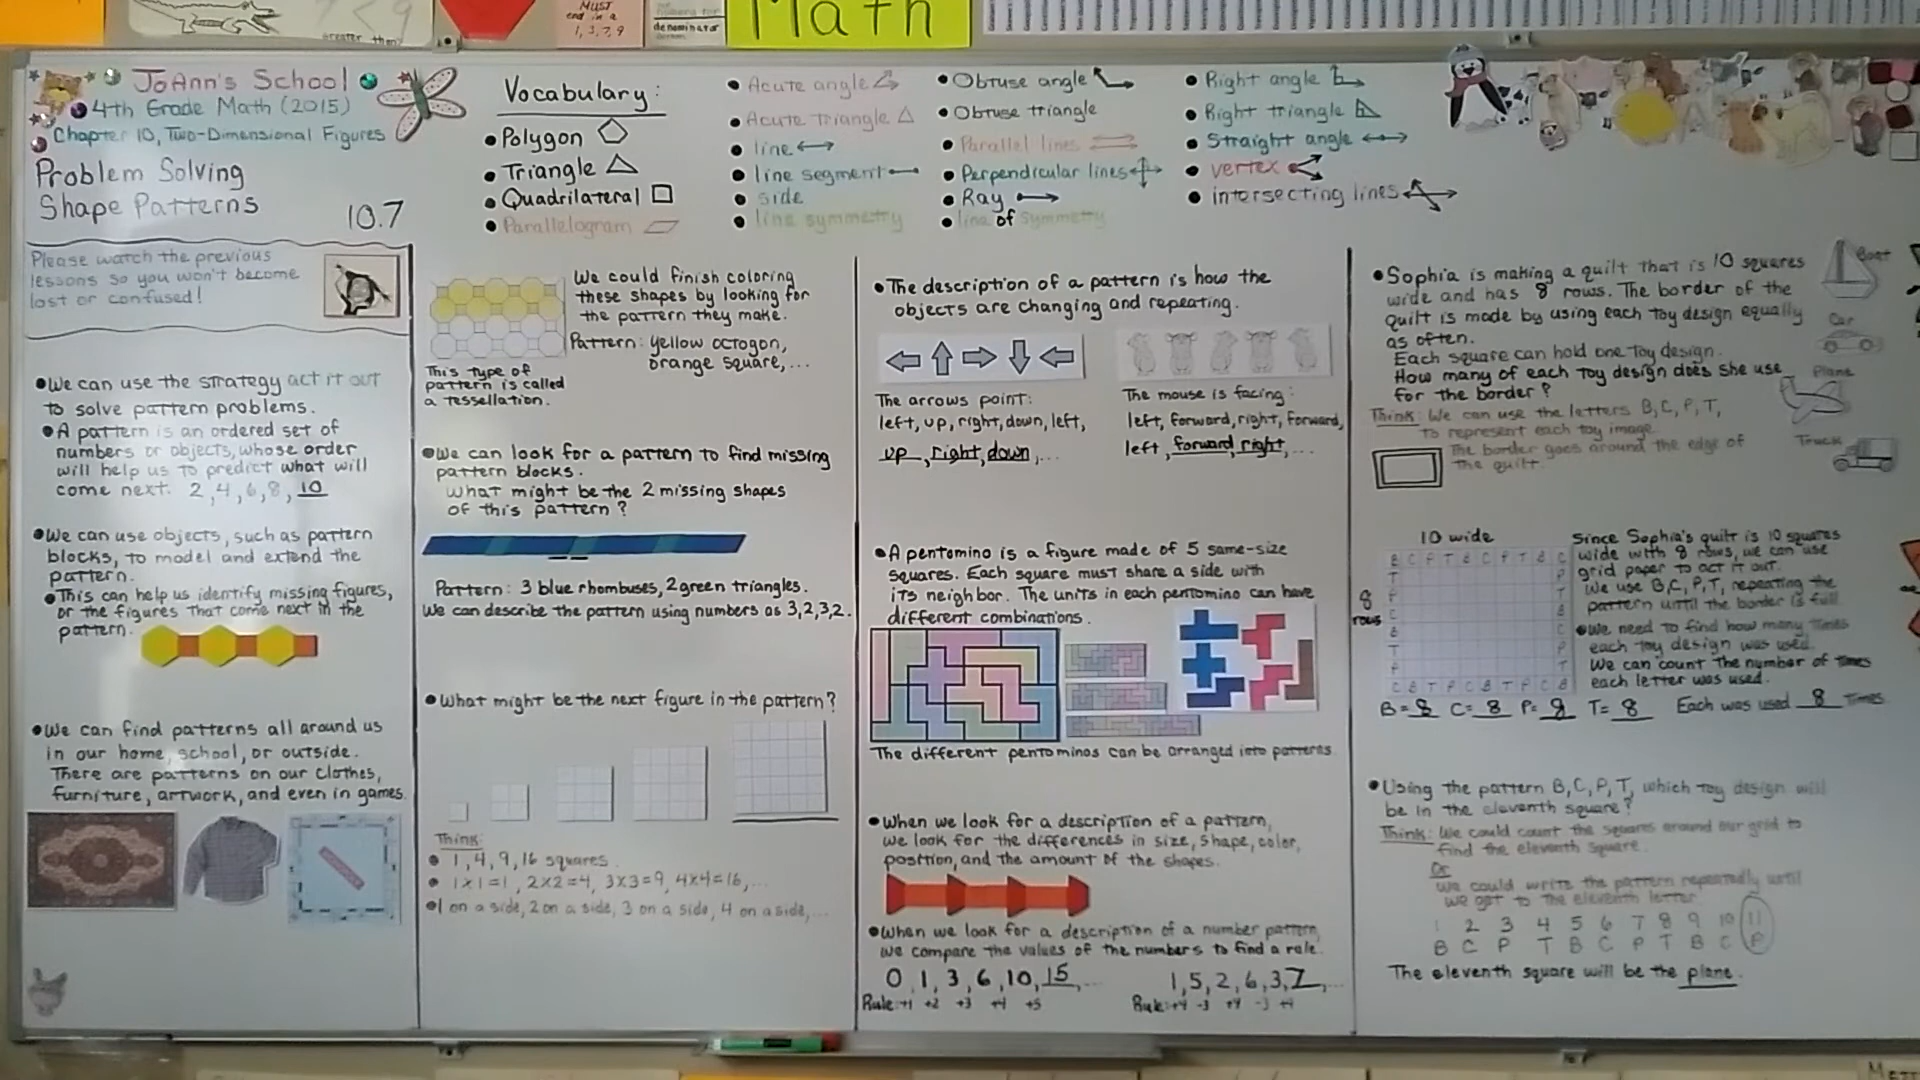 greater than?
MUST
end in a
1, 3, 7, 9
denominator
Math
JoAnn's School
4th Grade Math (2015)
Chapter 10, Two-Dimensional Figures
Problem Solving
Shape Patterns 10.7
Please watch the previous
lessons so you won't become
lost or confused!
•We can use the strategy act it out
to solve pattern problems.
•A pattern is an ordered set of
numbers or objects, whose order
will help us to predict what will
come next. 2, 4, 6, 8, 10
•We can use objects, such as pattern
blocks, to model and extend the
pattern.
•This can help us identify missing figures,
or the figures that come next in the
pattern.
•We can find patterns all around us
in our home, school, or outside.
There are patterns on our clothes,
furniture, artwork, and even in games.
Vocabulary:
•Polygon
•Triangle
•Quadrilateral
•Parallelogram
•Acute angle
•Acute triangle
•line
•line segment
•side
•line symmetry
•Obtuse angle
•Obtuse triangle
•Parallel lines
•Perpendicular lines
•Ray
•line of symmetry
•Right angle
•Right triangle
•Straight angle
•vertex
•intersecting lines
We could finish coloring
these shapes by looking for
the pattern they make.
Pattern: yellow octogon,
orange square,...
This type of
pattern is called
a tessellation.
•We can look for a pattern to find missing
pattern blocks.
What might be the 2 missing shapes
of this pattern?
Pattern: 3 blue rhombuses, 2 green triangles.
We can describe the pattern using numbers as 3,2,3,2.
•What might be the next figure in the pattern?
Think:
• 1, 4, 9, 16 squares.
• 1x1=1, 2x2=4, 3x3=9, 4x4=16,...
•1 on a side, 2 on a side, 3 on a side, 4 on a side,...
•The description of a pattern is how the
objects are changing and repeating.
The arrows point:
left, up, right, down, left,
up, right, down,...
The mouse is facing:
left, forward, right, forward,
left, forward, right,...
•A pentomino is a figure made of 5 same-size
squares. Each square must share a side with
its neighbor. The units in each pentomino can have
different combinations.
The different pentominos can be arranged into patterns.
•When we look for a description of a pattern,
we look for the differences in size, shape, color,
position, and the amount of the shapes.
•When we look for a description of a number pattern,
we compare the values of the numbers to find a rule.
0, 1, 3, 6, 10, 15,...
Rule: +1 +2 +3 +4 +5
1, 5, 2, 6, 3, 7,...
Rule: +4 -3 +4 -3 +4
•Sophia is making a quilt that is 10 squares
wide and has 8 rows. The border of the
quilt is made by using each toy design equally
as often.
Each square can hold one toy design.
How many of each toy design does she use
for the border?
Boat
Car
Plane
Truck
Think: We can use the letters B, C, P, T,
to represent each toy image.
The border goes around the edge of
the quilt.
10 wide
8
rows
B C P T B C P T B C
T P
P T
C B
B C
T P
P T
C B T P C B T P C B
Since Sophia's quilt is 10 squares
wide with 8 rows, we can use
grid paper to act it out.
We use B, C, P, T, repeating the
pattern until the border is full.
•We need to find how many times
each toy design was used.
We can count the number of times
each letter was used.
B= 8 C= 8 P= 8 T= 8 Each was used 8 times.
•Using the pattern B, C, P, T, which toy design will
be in the eleventh square?
Think: We could count the squares around our grid to
find the eleventh square.
Or
We could write the pattern repeatedly until
we get to the eleventh letter.
1 2 3 4 5 6 7 8 9 10 11
B C P T B C P T B C P
The eleventh square will be the plane.